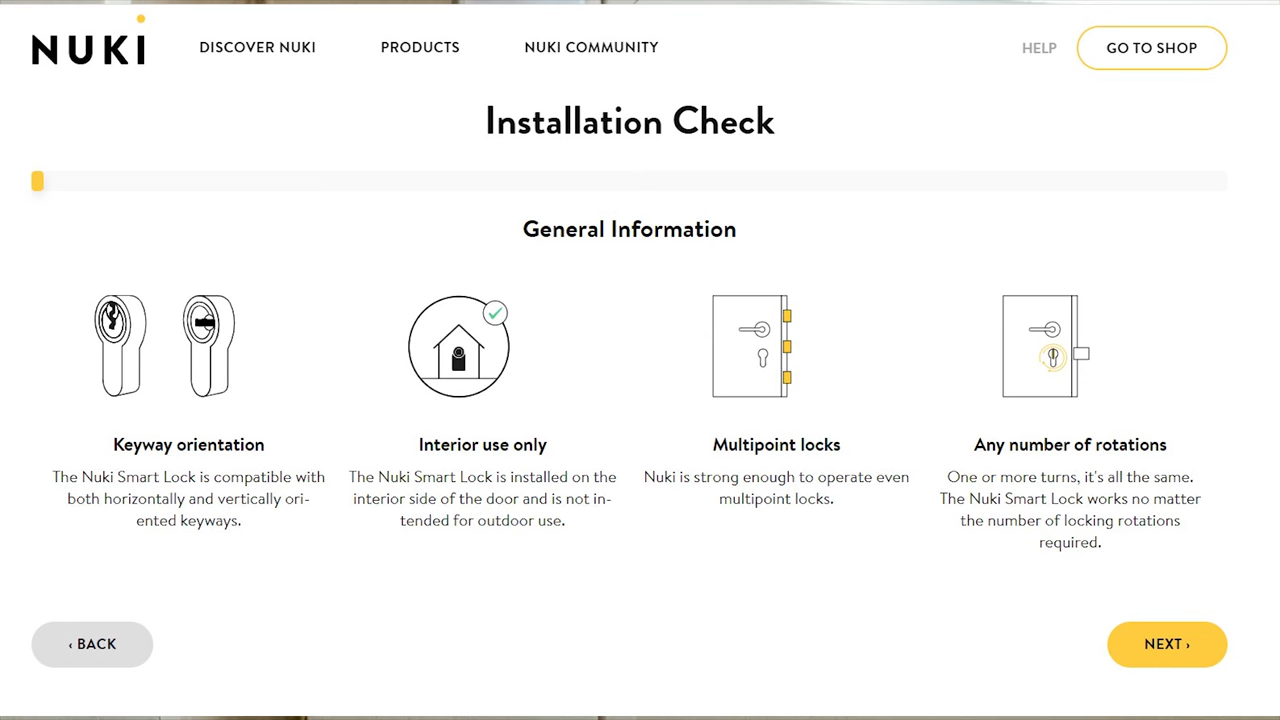 NUKI
DISCOVER NUKI
PRODUCTS
NUKI COMMUNITY
HELP
GO TO SHOP
Installation Check
General Information
Keyway orientation
The Nuki Smart Lock is compatible with
both horizontally and vertically ori-
ented keyways.
Interior use only
The Nuki Smart Lock is installed on the
interior side of the door and is not in-
tended for outdoor use.
Multipoint locks
Nuki is strong enough to operate even
multipoint locks.
Any number of rotations
One or more turns, it's all the same.
The Nuki Smart Lock works no matter
the number of locking rotations
required.
‹ BACK
NEXT ›